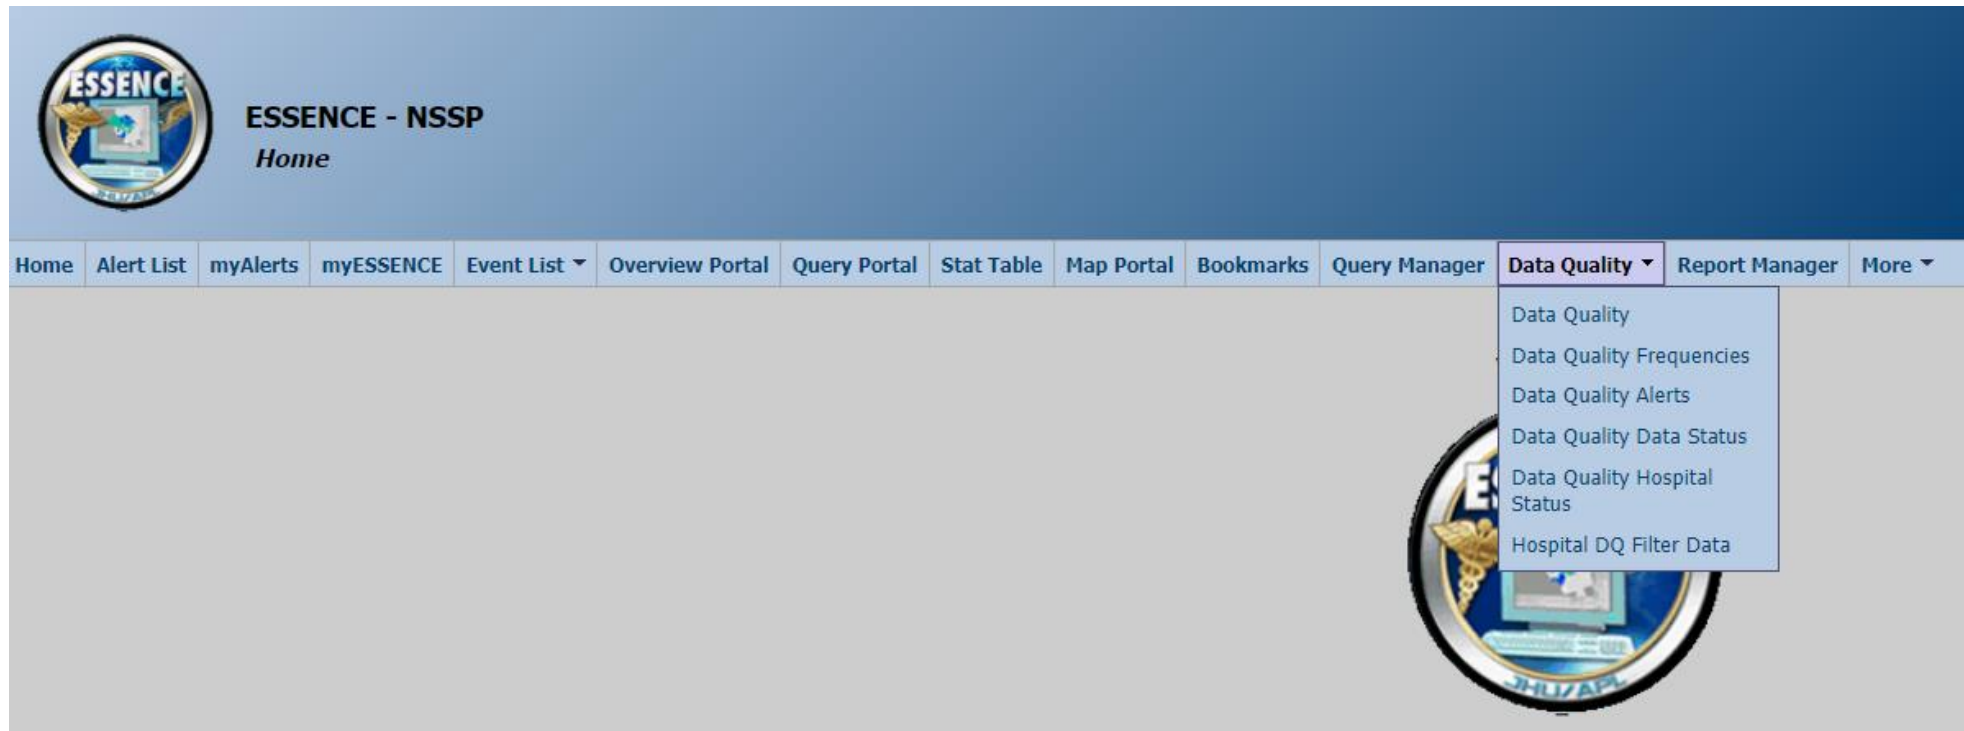 ESSENCE
JHU/APL
ESSENCE - NSSP
Home
Home Alert List myAlerts myESSENCE Event List Overview Portal Query Portal Stat Table Map Portal Bookmarks Query Manager Data Quality Report Manager More
Data Quality
Data Quality Frequencies
Data Quality Alerts
Data Quality Data Status
Data Quality Hospital
Status
Hospital DQ Filter Data
JHU/APL